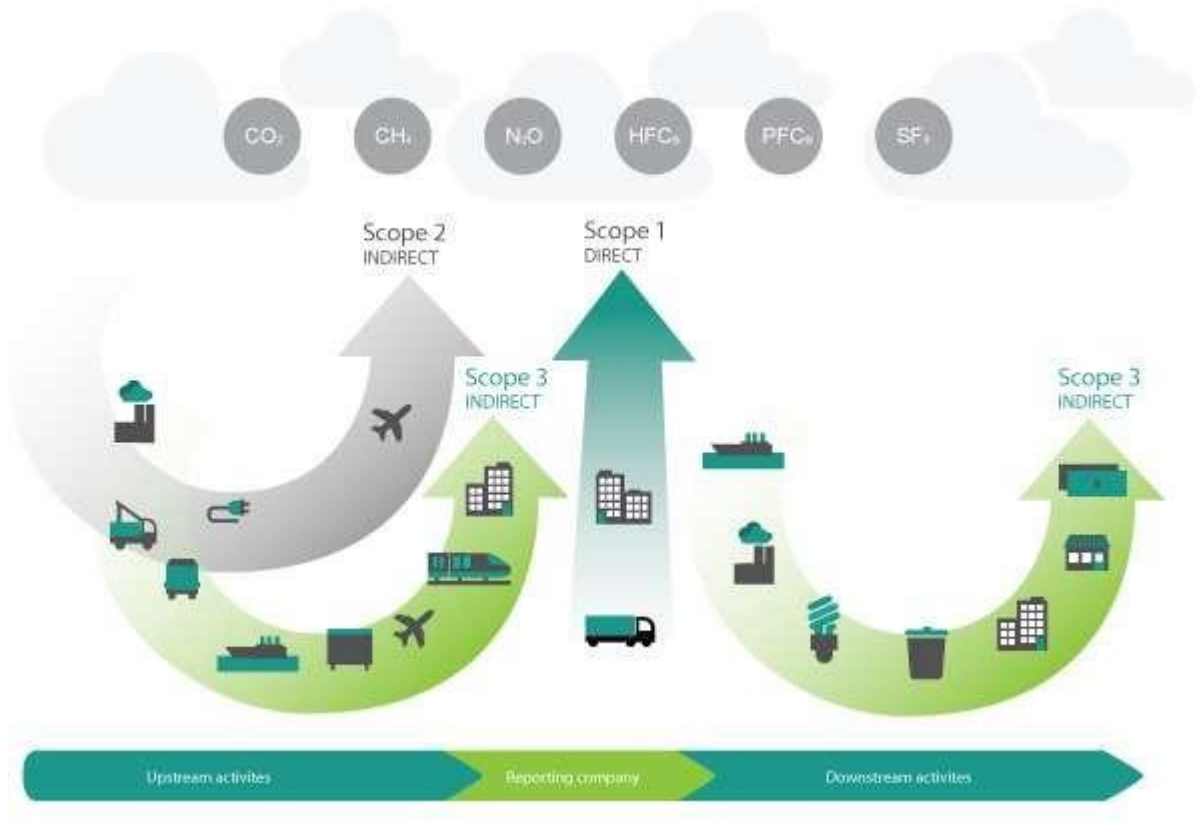 CO₂ CH₄ N₂O HFCₛ PFCₛ SF₆
Scope 2
INDIRECT
Scope 1
DIRECT
Scope 3
INDIRECT
Scope 3
INDIRECT
Upstream activites
Reporting company
Downstream activites